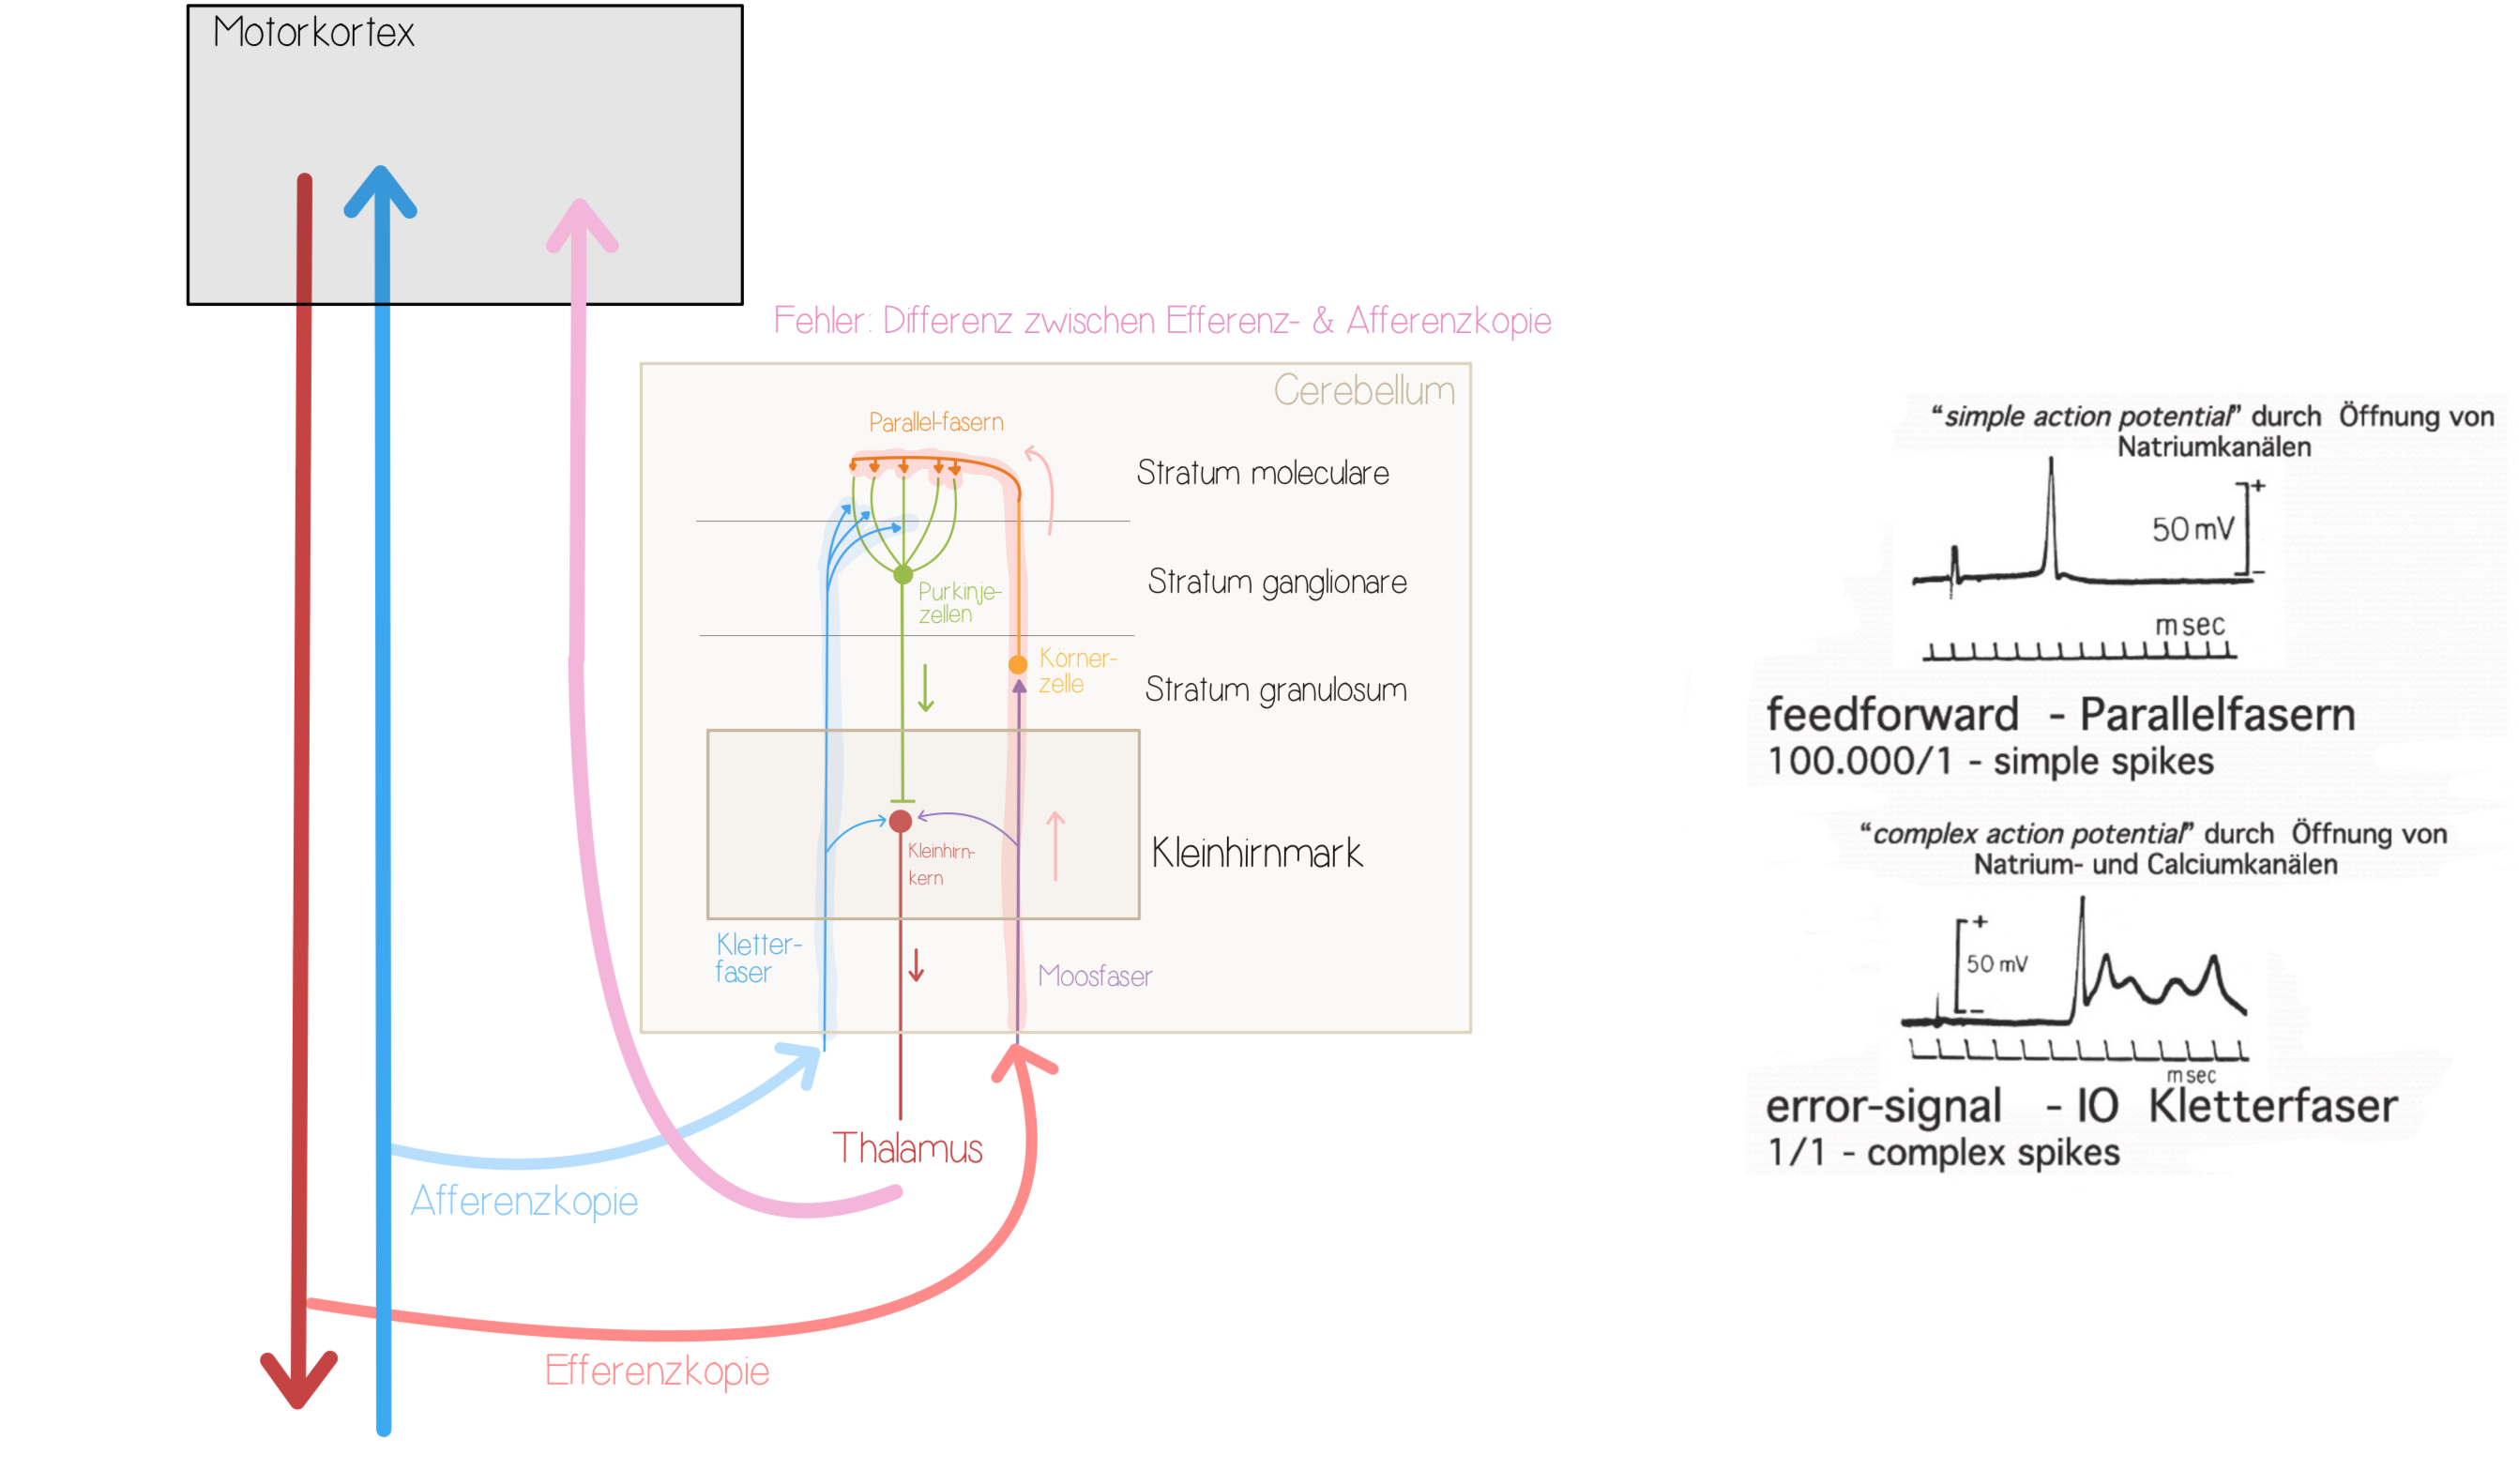 Motorkortex
Fehler: Differenz zwischen Efferenz- & Afferenzkopie
Cerebellum
Parallel-fasern
Stratum moleculare
Purkinje-
zellen
Stratum ganglionare
Körner-
zelle
Stratum granulosum
Kleinhirn-
kern
Kleinhirnmark
Kletter-
faser
Moosfaser
Thalamus
Afferenzkopie
Efferenzkopie
“simple action potential” durch Öffnung von
Natriumkanälen
+
50 mV
–
msec
feedforward - Parallelfasern
100.000/1 - simple spikes
“complex action potential” durch Öffnung von
Natrium- und Calciumkanälen
+
50 mV
–
msec
error-signal - IO Kletterfaser
1/1 - complex spikes